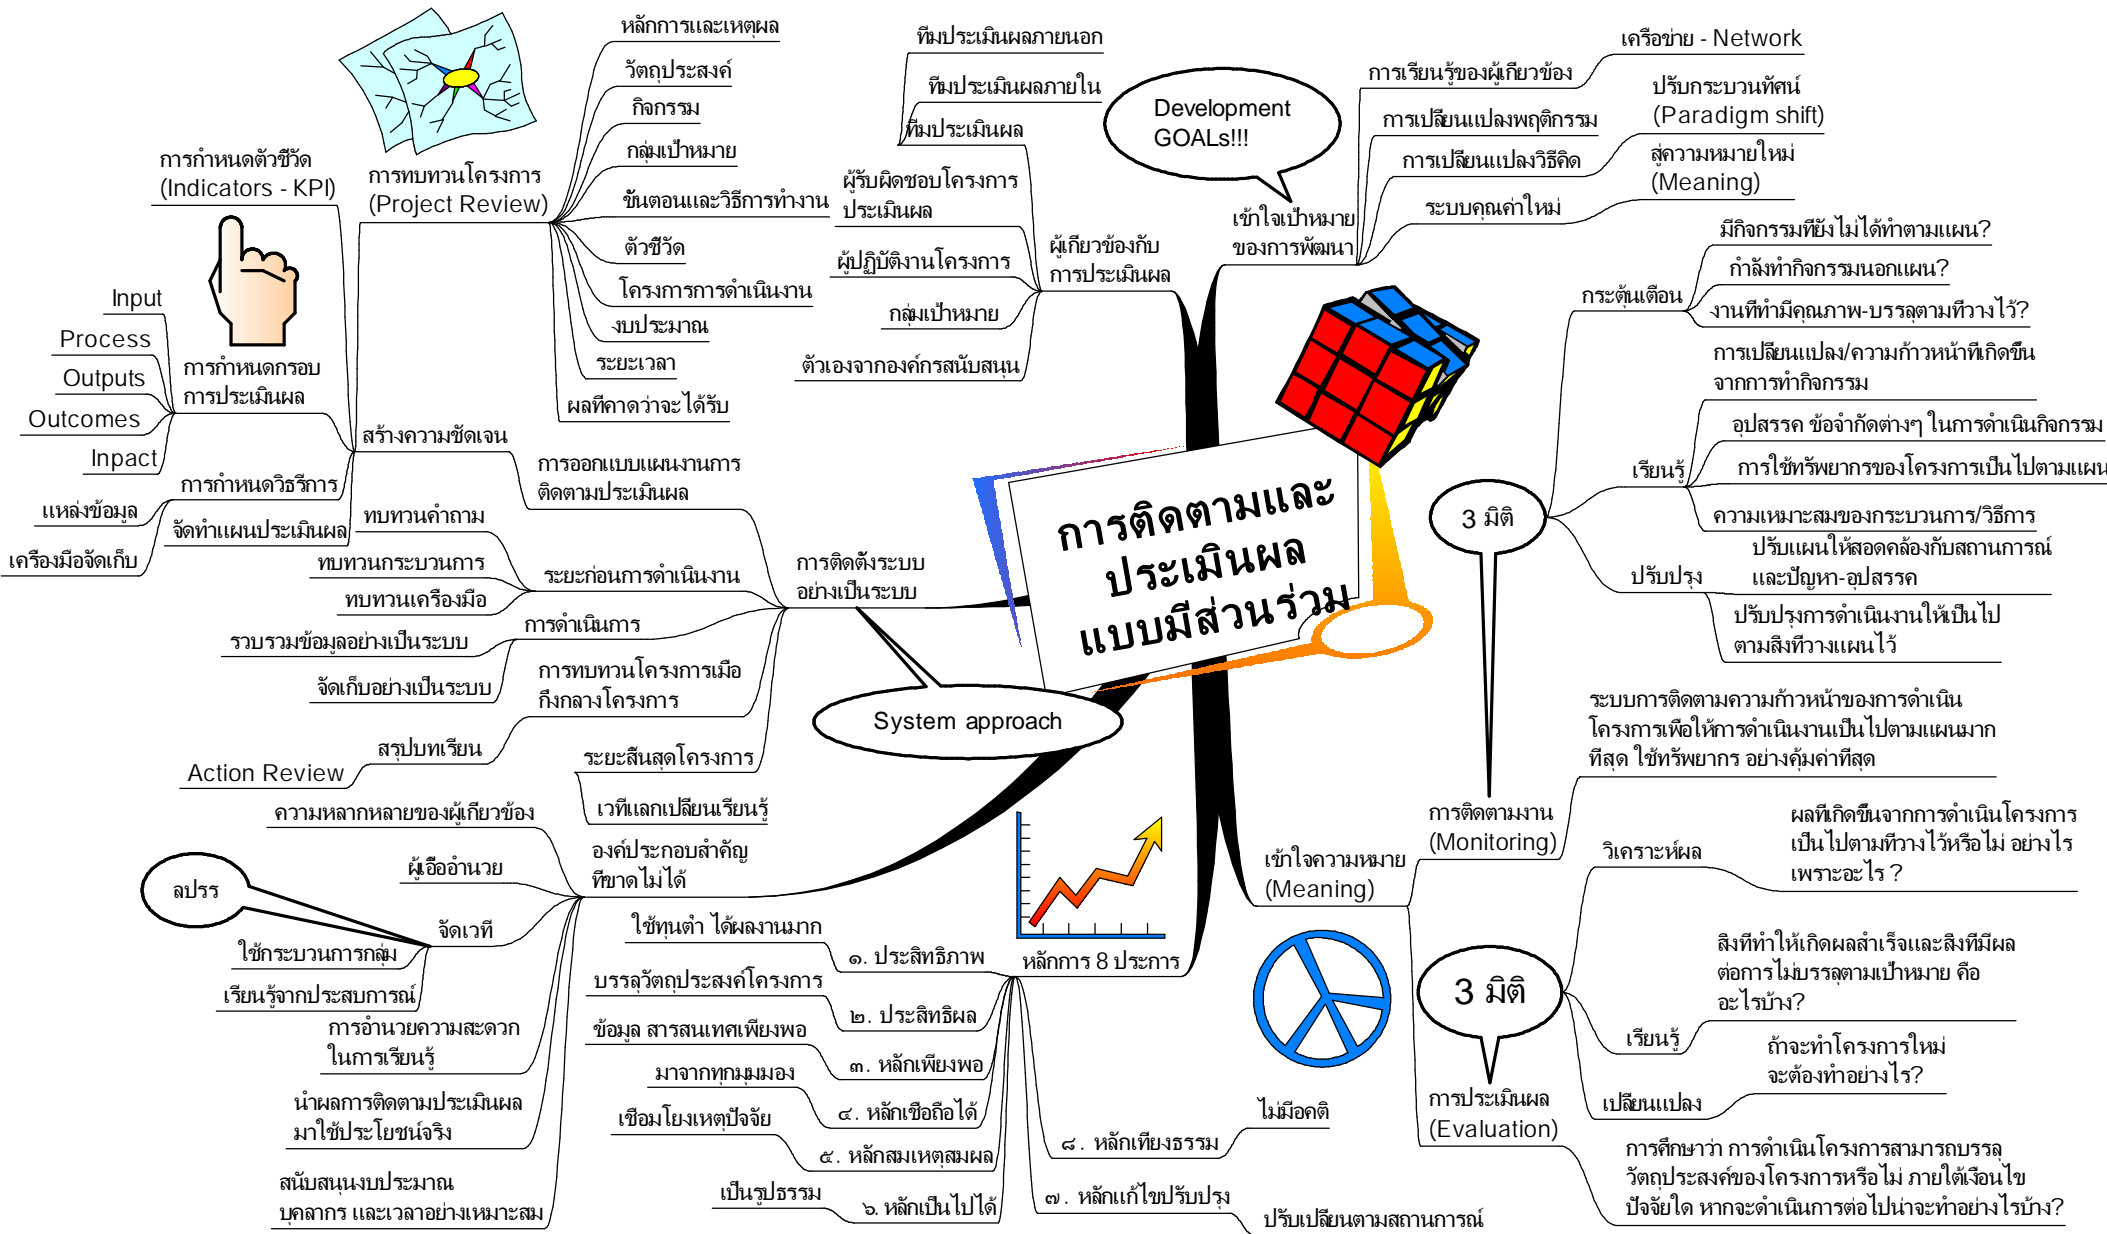 การติดตามและ
ประเมินผล
แบบมีส่วนร่วม
Development
GOALs!!!
เข้าใจเป้าหมาย
ของการพัฒนา
การเรียนรู้ของผู้เกี่ยวข้อง
เครือข่าย - Network
การเปลี่ยนแปลงพฤติกรรม
การเปลี่ยนแปลงวิธีคิด
ปรับกระบวนทัศน์
(Paradigm shift)
ระบบคุณค่าใหม่
สู่ความหมายใหม่
(Meaning)
ผู้เกี่ยวข้องกับ
การประเมินผล
ทีมประเมินผล
ทีมประเมินผลภายนอก
ทีมประเมินผลภายใน
ผู้รับผิดชอบโครงการ
ประเมินผล
ผู้ปฏิบัติงานโครงการ
กลุ่มเป้าหมาย
ตัวเองจากองค์กรสนับสนุน
การติดตั้งระบบ
อย่างเป็นระบบ
System approach
การออกแบบแผนงานการ
ติดตามประเมินผล
สร้างความชัดเจน
การทบทวนโครงการ
(Project Review)
หลักการและเหตุผล
วัตถุประสงค์
กิจกรรม
กลุ่มเป้าหมาย
ขั้นตอนและวิธีการทำงาน
ตัวชี้วัด
โครงการการดำเนินงาน
งบประมาณ
ระยะเวลา
ผลที่คาดว่าจะได้รับ
การกำหนดตัวชี้วัด
(Indicators - KPI)
การกำหนดกรอบ
การประเมินผล
Input
Process
Outputs
Outcomes
Inpact
การกำหนดวิธรีการ
แหล่งข้อมูล
เครื่องมือจัดเก็บ
จัดทำแผนประเมินผล
ระยะก่อนการดำเนินงาน
ทบทวนคำถาม
ทบทวนกระบวนการ
ทบทวนเครื่องมือ
การดำเนินการ
รวบรวมข้อมูลอย่างเป็นระบบ
จัดเก็บอย่างเป็นระบบ
การทบทวนโครงการเมื่อ
กึ่งกลางโครงการ
สรุปบทเรียน
Action Review
ระยะสิ้นสุดโครงการ
เวทีแลกเปลี่ยนเรียนรู้
องค์ประกอบสำคัญ
ที่ขาดไม่ได้
ความหลากหลายของผู้เกี่ยวข้อง
ผู้เอื้ออำนวย
จัดเวที
ลปรร
ใช้กระบวนการกลุ่ม
เรียนรู้จากประสบการณ์
การอำนวยความสะดวก
ในการเรียนรู้
นำผลการติดตามประเมินผล
มาใช้ประโยชน์จริง
สนับสนุนงบประมาณ
บุคลากร และเวลาอย่างเหมาะสม
หลักการ 8 ประการ
๑. ประสิทธิภาพ
ใช้ทุนต่ำ ได้ผลงานมาก
๒. ประสิทธิผล
บรรลุวัตถุประสงค์โครงการ
๓. หลักเพียงพอ
ข้อมูล สารสนเทศเพียงพอ
๔. หลักเชื่อถือได้
มาจากทุกมุมมอง
๕. หลักสมเหตุสมผล
เชื่อมโยงเหตุปัจจัย
๖. หลักเป็นไปได้
เป็นรูปธรรม
๗. หลักแก้ไขปรับปรุง
ปรับเปลี่ยนตามสถานการณ์
๘. หลักเที่ยงธรรม
ไม่มีอคติ
เข้าใจความหมาย
(Meaning)
การติดตามงาน
(Monitoring)
3 มิติ
กระตุ้นเตือน
มีกิจกรรมที่ยังไม่ได้ทำตามแผน?
กำลังทำกิจกรรมนอกแผน?
งานที่ทำมีคุณภาพ-บรรลุตามที่วางไว้?
เรียนรู้
การเปลี่ยนแปลง/ความก้าวหน้าที่เกิดขึ้น
จากการทำกิจกรรม
อุปสรรค ข้อจำกัดต่างๆ ในการดำเนินกิจกรรม
การใช้ทรัพยากรของโครงการเป็นไปตามแผน
ความเหมาะสมของกระบวนการ/วิธีการ
ปรับปรุง
ปรับแผนให้สอดคล้องกับสถานการณ์
และปัญหา-อุปสรรค
ปรับปรุงการดำเนินงานให้เป็นไป
ตามสิ่งที่วางแผนไว้
ระบบการติดตามความก้าวหน้าของการดำเนิน
โครงการเพื่อให้การดำเนินงานเป็นไปตามแผนมาก
ที่สุด ใช้ทรัพยากร อย่างคุ้มค่าที่สุด
การประเมินผล
(Evaluation)
3 มิติ
วิเคราะห์ผล
ผลที่เกิดขึ้นจากการดำเนินโครงการ
เป็นไปตามที่วางไว้หรือไม่ อย่างไร
เพราะอะไร ?
เรียนรู้
สิ่งที่ทำให้เกิดผลสำเร็จและสิ่งที่มีผล
ต่อการไม่บรรลุตามเป้าหมาย คือ
อะไรบ้าง?
เปลี่ยนแปลง
ถ้าจะทำโครงการใหม่
จะต้องทำอย่างไร?
การศึกษาว่า การดำเนินโครงการสามารถบรรลุ
วัตถุประสงค์ของโครงการหรือไม่ ภายใต้เงื่อนไข
ปัจจัยใด หากจะดำเนินการต่อไปน่าจะทำอย่างไรบ้าง?